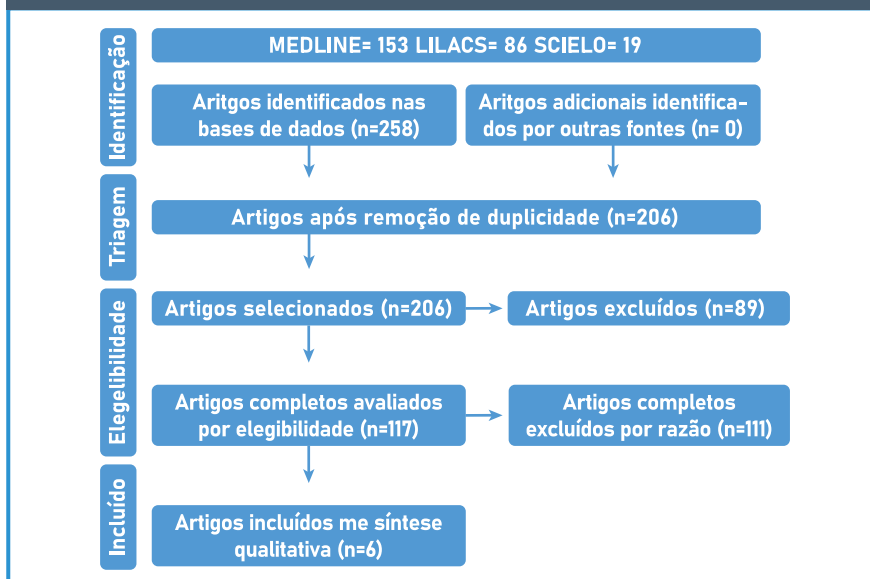 Identificação
MEDLINE= 153 LILACS= 86 SCIELO= 19
Aritgos identificados nas
bases de dados (n=258)
Aritgos adicionais identifica-
dos por outras fontes (n= 0)
Triagem
Artigos após remoção de duplicidade (n=206)
Elegelibilidade
Artigos selecionados (n=206)
Artigos excluídos (n=89)
Artigos completos avaliados
por elegibilidade (n=117)
Artigos completos
excluídos por razão (n=111)
Incluído
Artigos incluídos me síntese
qualitativa (n=6)